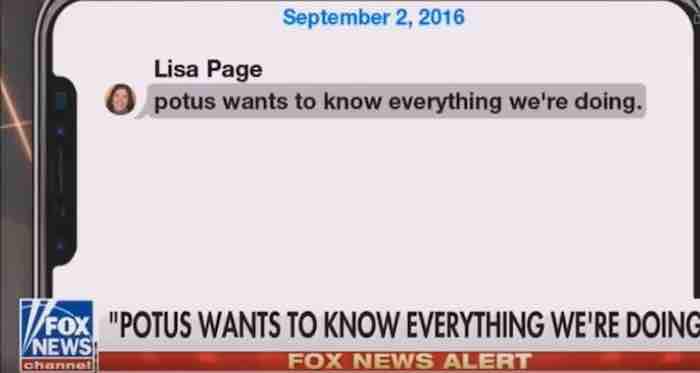 September 2, 2016
Lisa Page
potus wants to know everything we're doing.
FOX
NEWS
channel
"POTUS WANTS TO KNOW EVERYTHING WE'RE DOING
FOX NEWS ALERT